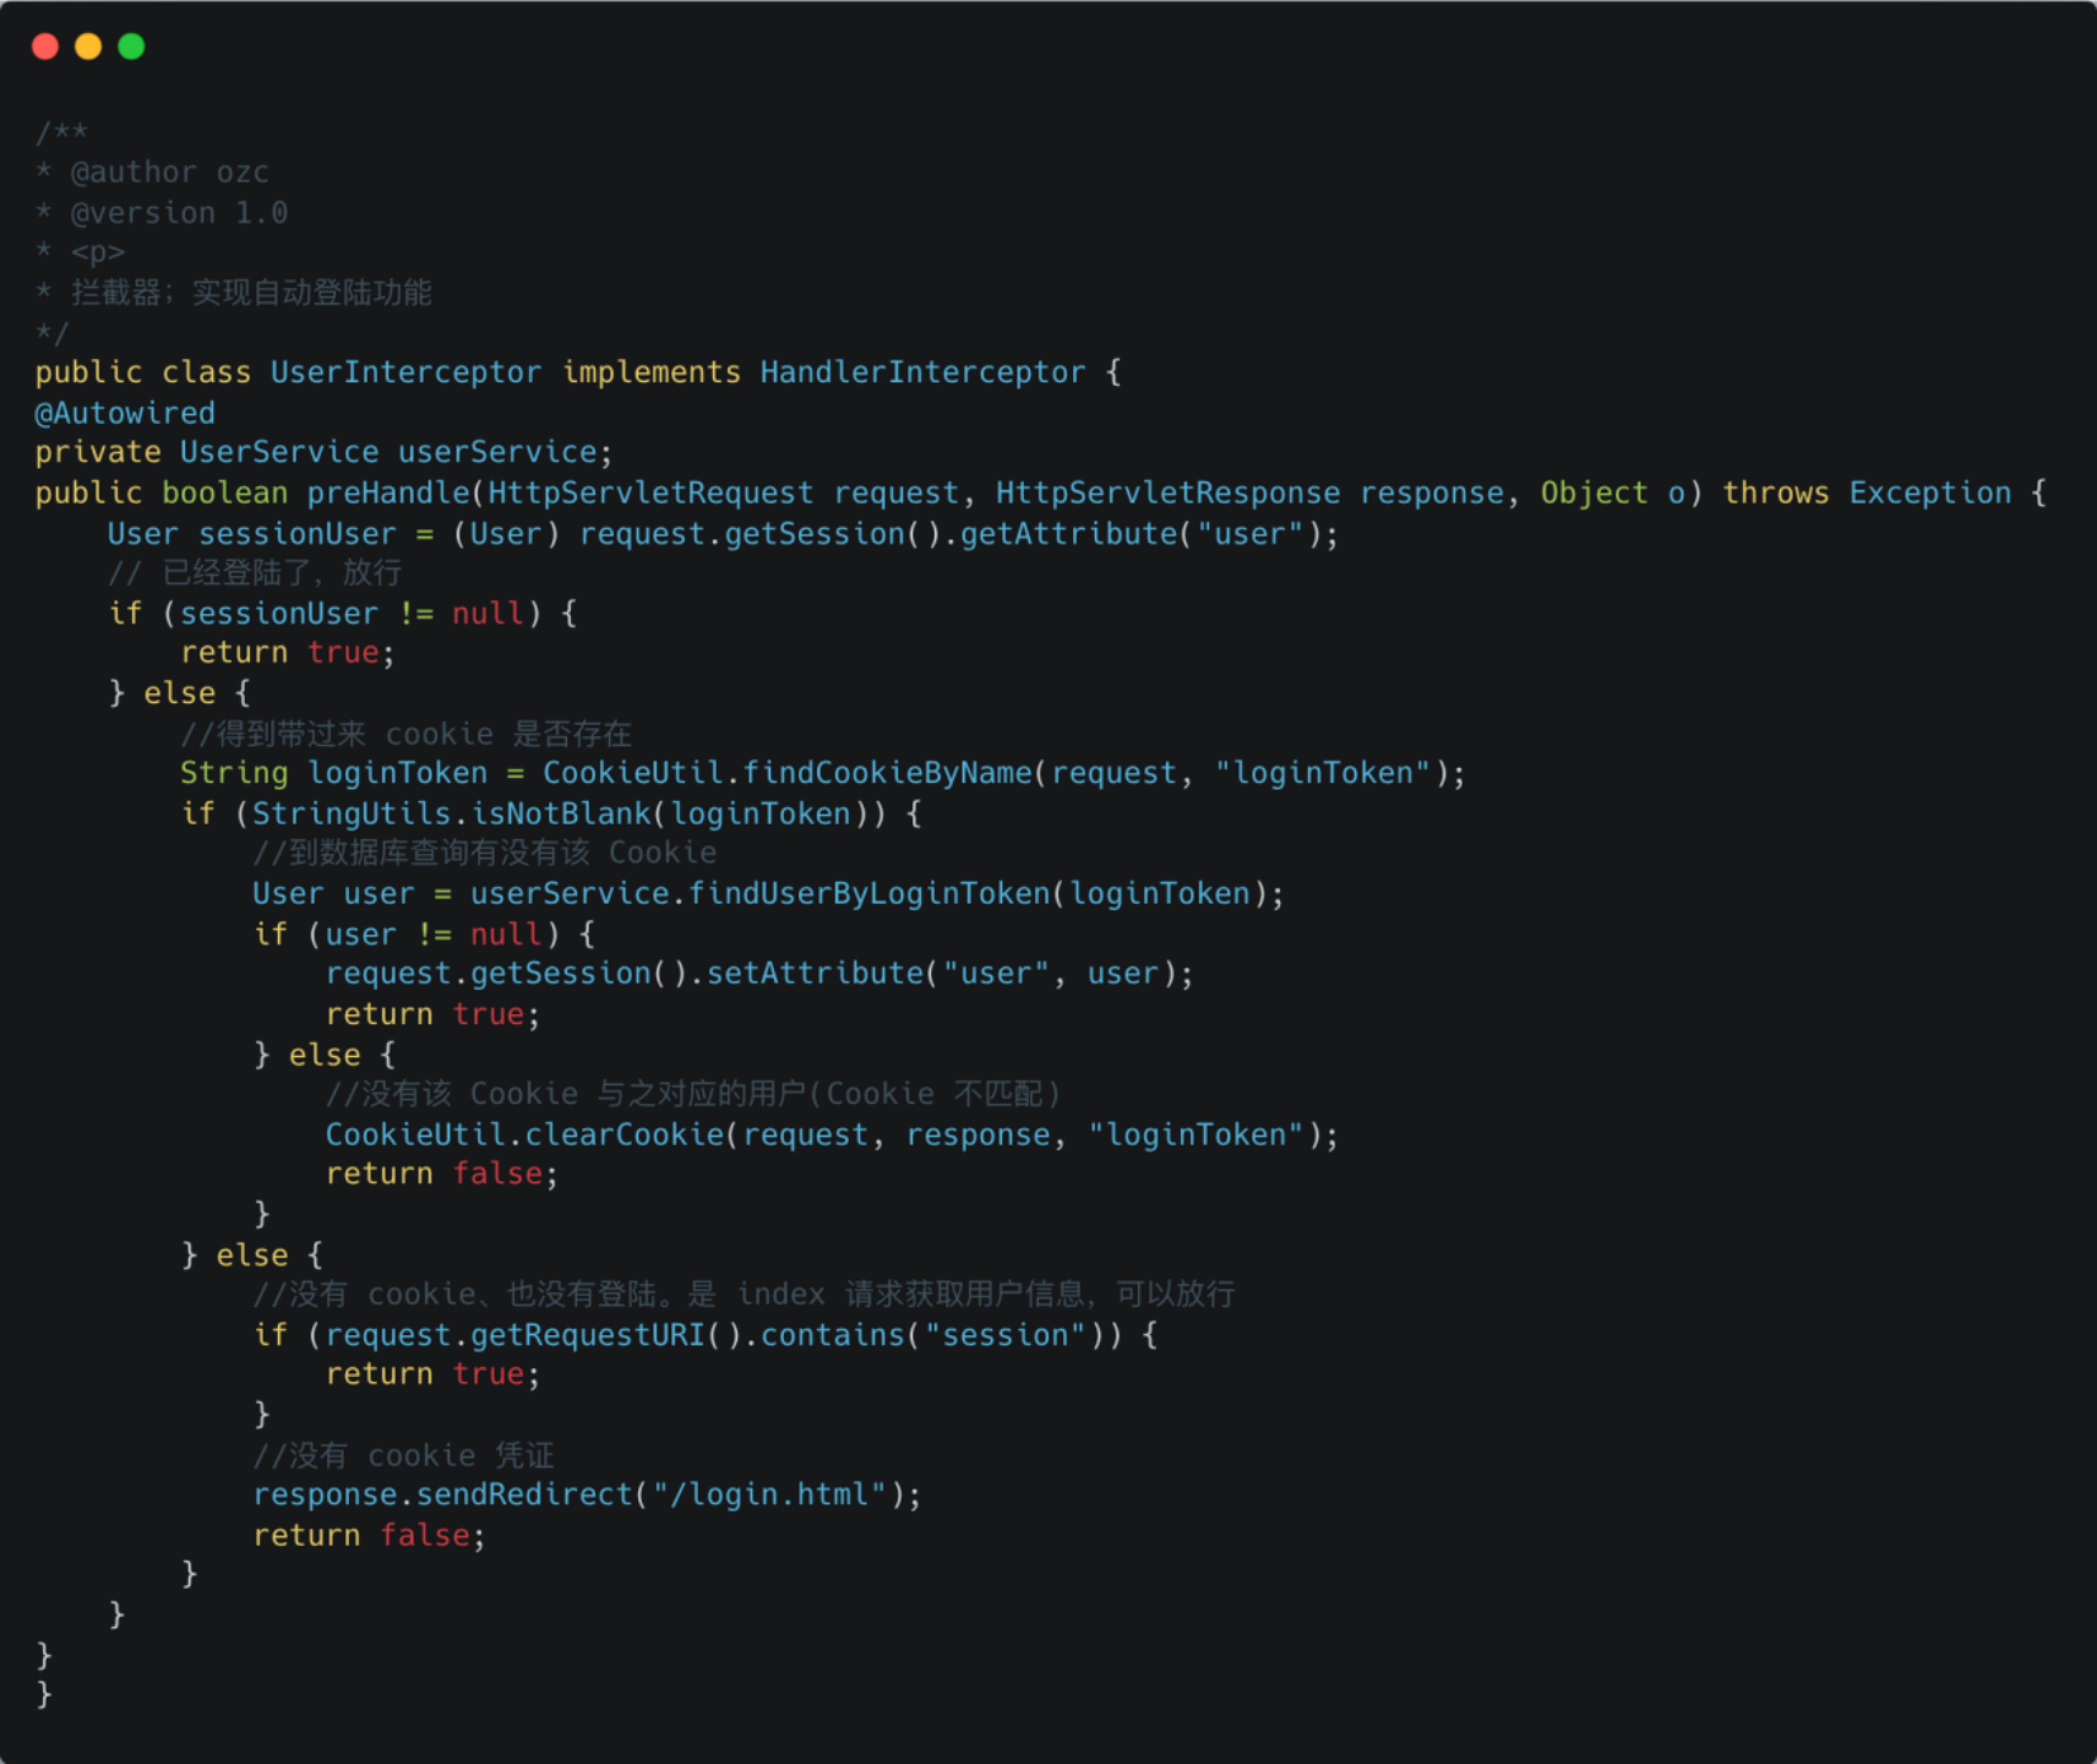 /**
* @author ozc
* @version 1.0
* <p>
* 拦截器；实现自动登陆功能
*/
public class UserInterceptor implements HandlerInterceptor {
@Autowired
private UserService userService;
public boolean preHandle(HttpServletRequest request, HttpServletResponse response, Object o) throws Exception {
    User sessionUser = (User) request.getSession().getAttribute("user");
    // 已经登陆了，放行
    if (sessionUser != null) {
        return true;
    } else {
        //得到带过来 cookie 是否存在
        String loginToken = CookieUtil.findCookieByName(request, "loginToken");
        if (StringUtils.isNotBlank(loginToken)) {
            //到数据库查询有没有该 Cookie
            User user = userService.findUserByLoginToken(loginToken);
            if (user != null) {
                request.getSession().setAttribute("user", user);
                return true;
            } else {
                //没有该 Cookie 与之对应的用户(Cookie 不匹配)
                CookieUtil.clearCookie(request, response, "loginToken");
                return false;
            }
        } else {
            //没有 cookie、也没有登陆。是 index 请求获取用户信息，可以放行
            if (request.getRequestURI().contains("session")) {
                return true;
            }
            //没有 cookie 凭证
            response.sendRedirect("/login.html");
            return false;
        }
    }
}
}